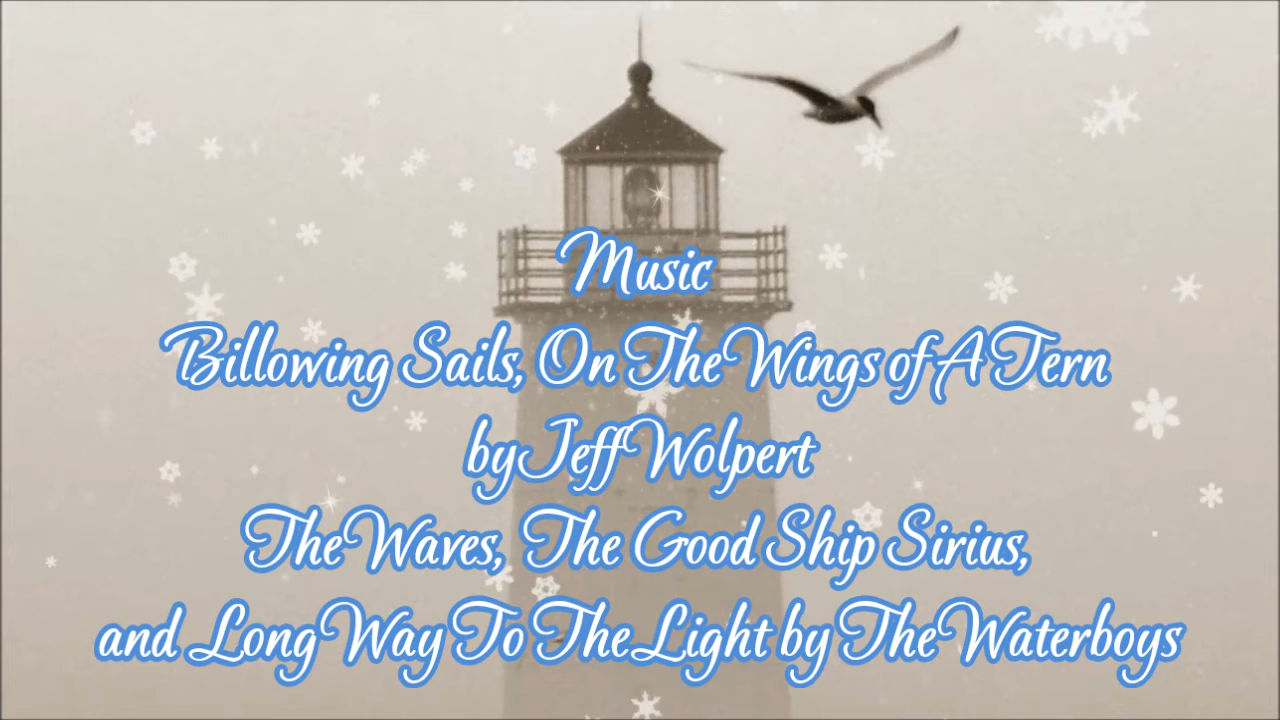 Music
Billowing Sails, On The Wings of A Tern
by Jeff Wolpert
The Waves, The Good Ship Sirius,
and Long Way To The Light by The Waterboys